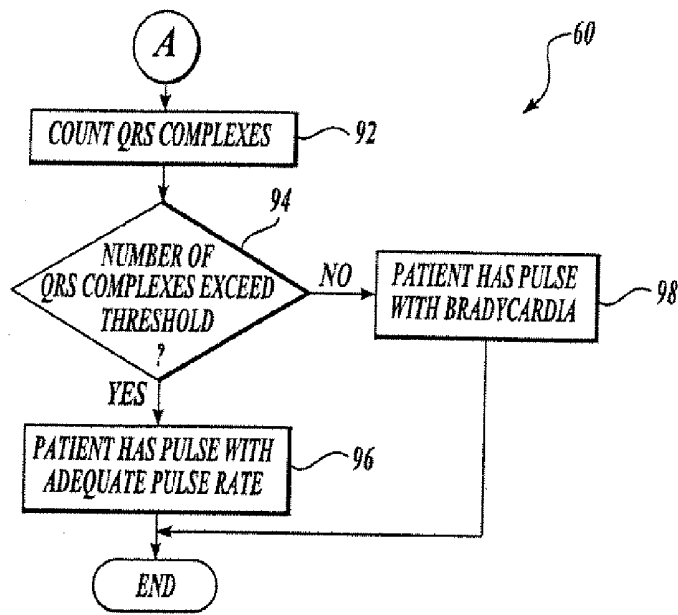 A
60
COUNT QRS COMPLEXES
92
94
NUMBER OF
QRS COMPLEXES EXCEED
THRESHOLD
?
NO
PATIENT HAS PULSE
WITH BRADYCARDIA
98
YES
PATIENT HAS PULSE WITH
ADEQUATE PULSE RATE
96
END